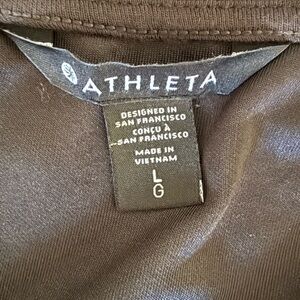 ATHLETA
DESIGNED IN
SAN FRANCISCO
CONÇU À
SAN FRANCISCO
MADE IN
VIETNAM
L
G